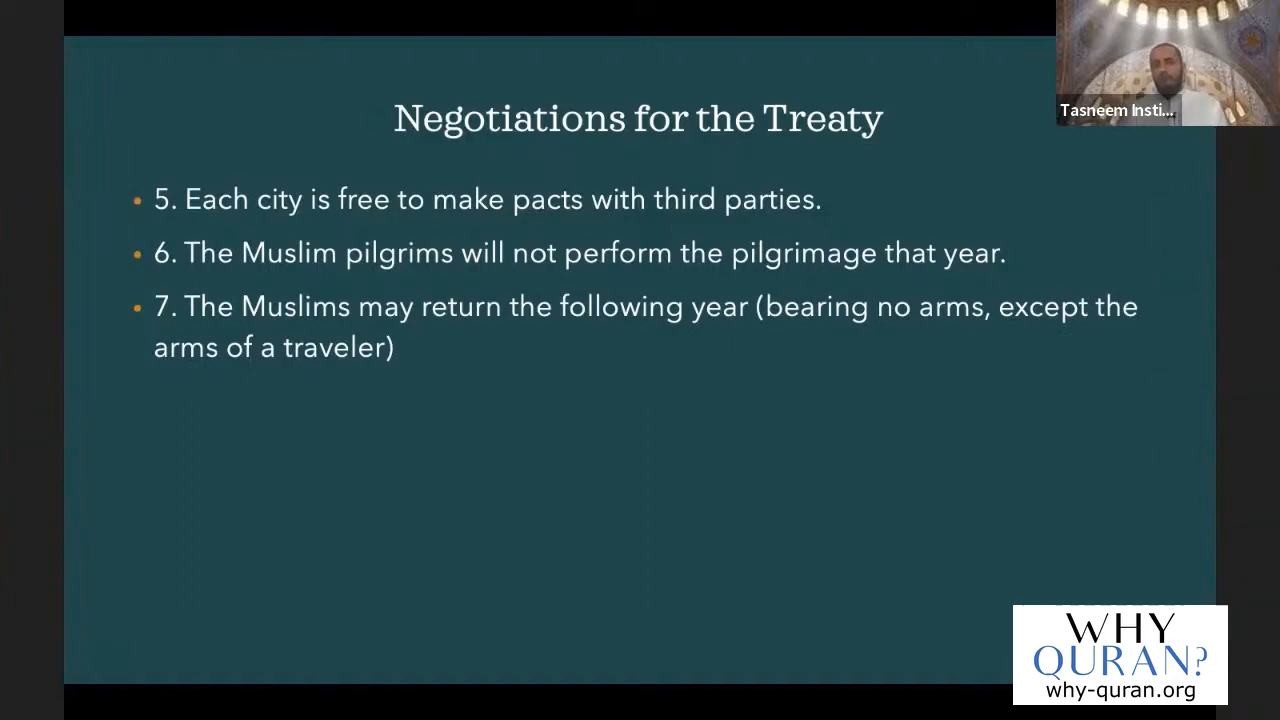 Negotiations for the Treaty
Tasneem Insti...
• 5. Each city is free to make pacts with third parties.
• 6. The Muslim pilgrims will not perform the pilgrimage that year.
• 7. The Muslims may return the following year (bearing no arms, except the
arms of a traveler)
WHY
QURAN?
why-quran.org